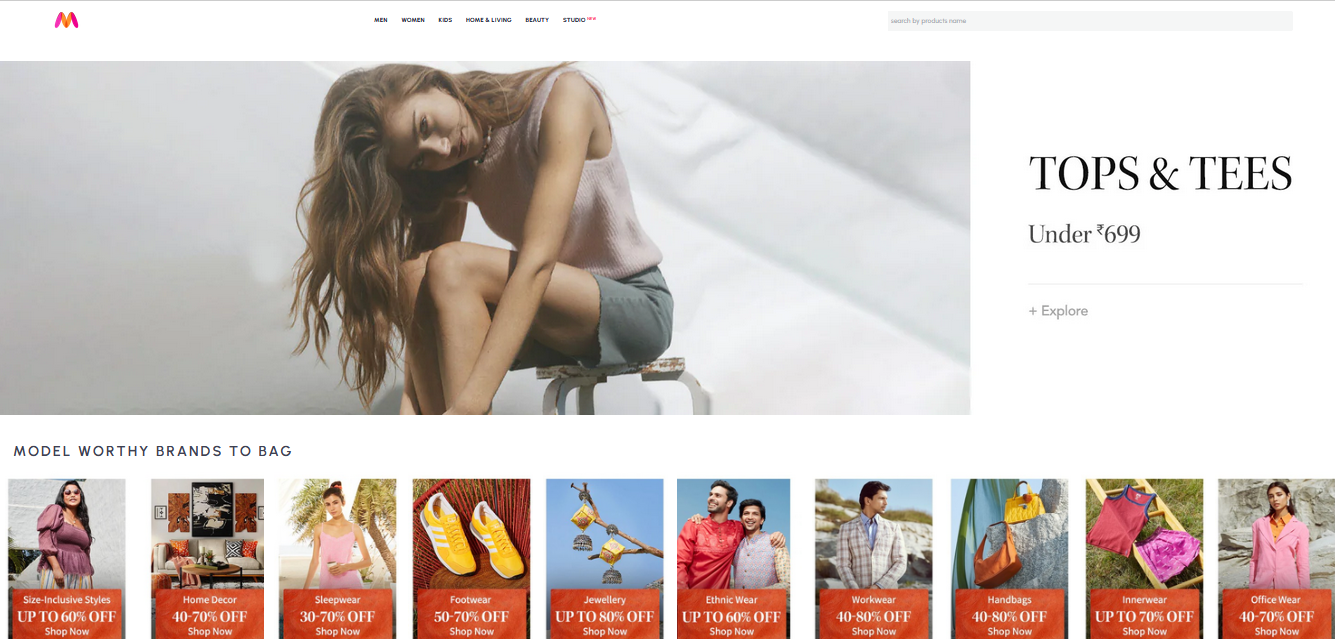 MEN WOMEN KIDS HOME & LIVING BEAUTY STUDIO NEW
search by products name
TOPS & TEES
Under ₹699
+ Explore
MODEL WORTHY BRANDS TO BAG
Size-Inclusive Styles
UP TO 60% OFF
Shop Now
Home Decor
40-70% OFF
Shop Now
Sleepwear
30-70% OFF
Shop Now
Footwear
50-70% OFF
Shop Now
Jewellery
UP TO 80% OFF
Shop Now
Ethnic Wear
UP TO 60% OFF
Shop Now
Workwear
40-80% OFF
Shop Now
Handbags
40-80% OFF
Shop Now
Innerwear
UP TO 70% OFF
Shop Now
Office Wear
40-70% OFF
Shop Now